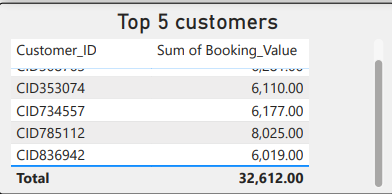 Top 5 customers
Customer_ID Sum of Booking_Value
CID353074 6,110.00
CID734557 6,177.00
CID785112 8,025.00
CID836942 6,019.00
Total 32,612.00